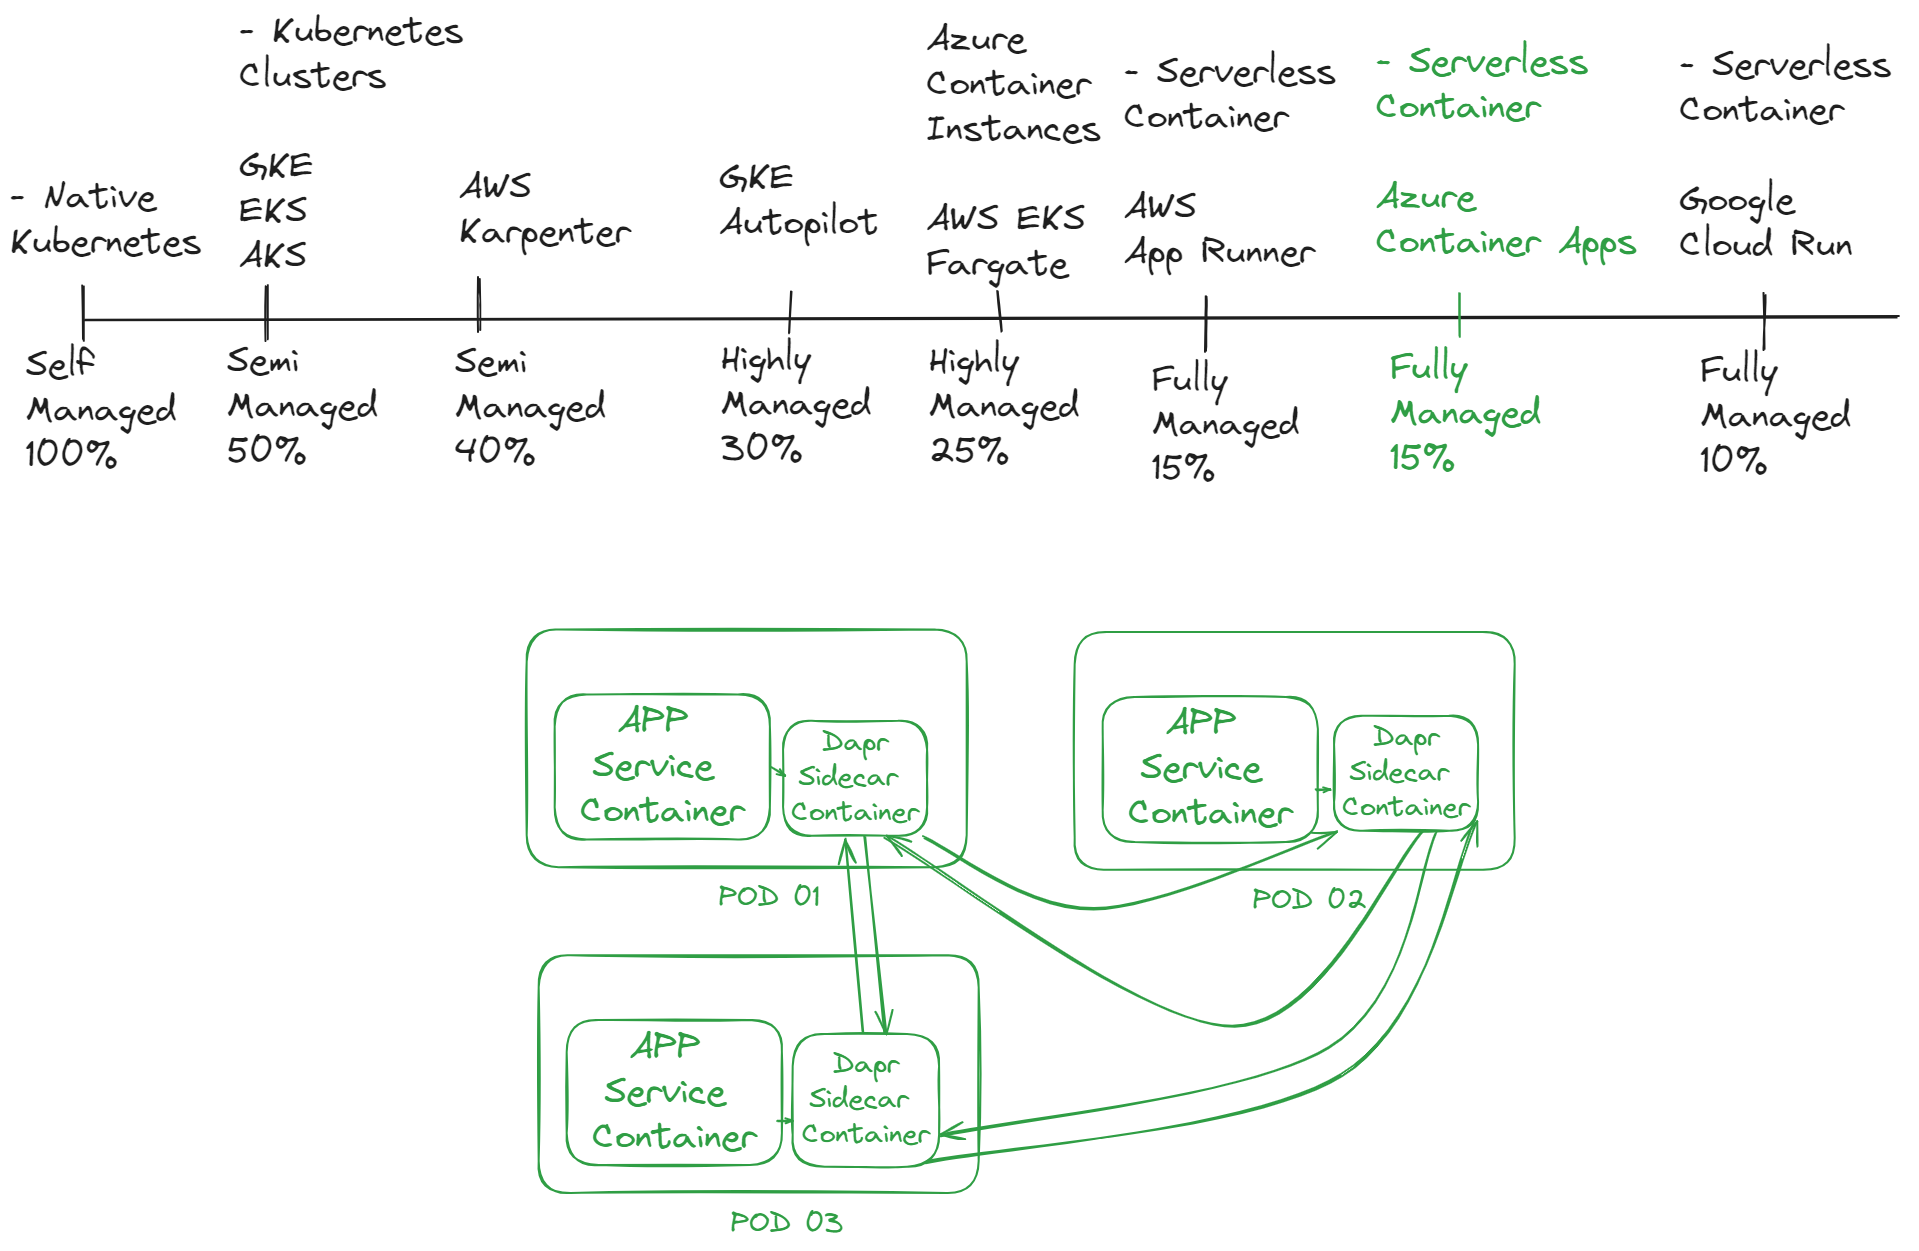 - Native
Kubernetes
- Kubernetes
Clusters
GKE
EKS
AKS
AWS
Karpenter
GKE
Autopilot
Azure
Container
Instances
AWS EKS
Fargate
- Serverless
Container
AWS
App Runner
- Serverless
Container
Azure
Container Apps
- Serverless
Container
Google
Cloud Run
Self
Managed
100%
Semi
Managed
50%
Semi
Managed
40%
Highly
Managed
30%
Highly
Managed
25%
Fully
Managed
15%
Fully
Managed
15%
Fully
Managed
10%
APP
Service
Container
Dapr
Sidecar
Container
POD 01
APP
Service
Container
Dapr
Sidecar
Container
POD 02
APP
Service
Container
Dapr
Sidecar
Container
POD 03